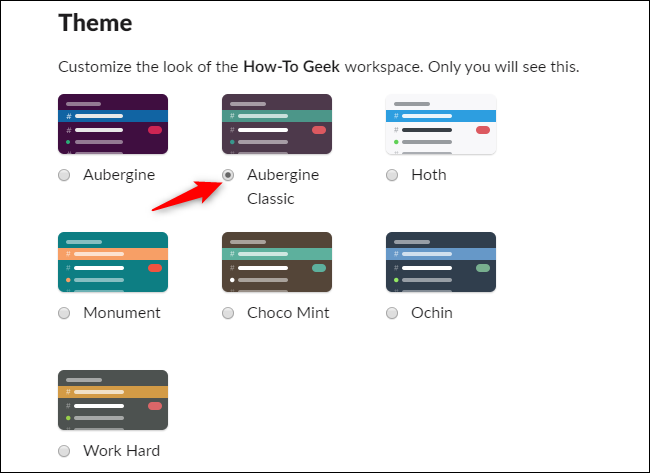 Theme
Customize the look of the How-To Geek workspace. Only you will see this.
#
#
#
#
#
#
Aubergine
Aubergine
Classic
Hoth
#
#
#
#
#
#
Monument
Choco Mint
Ochin
#
#
Work Hard